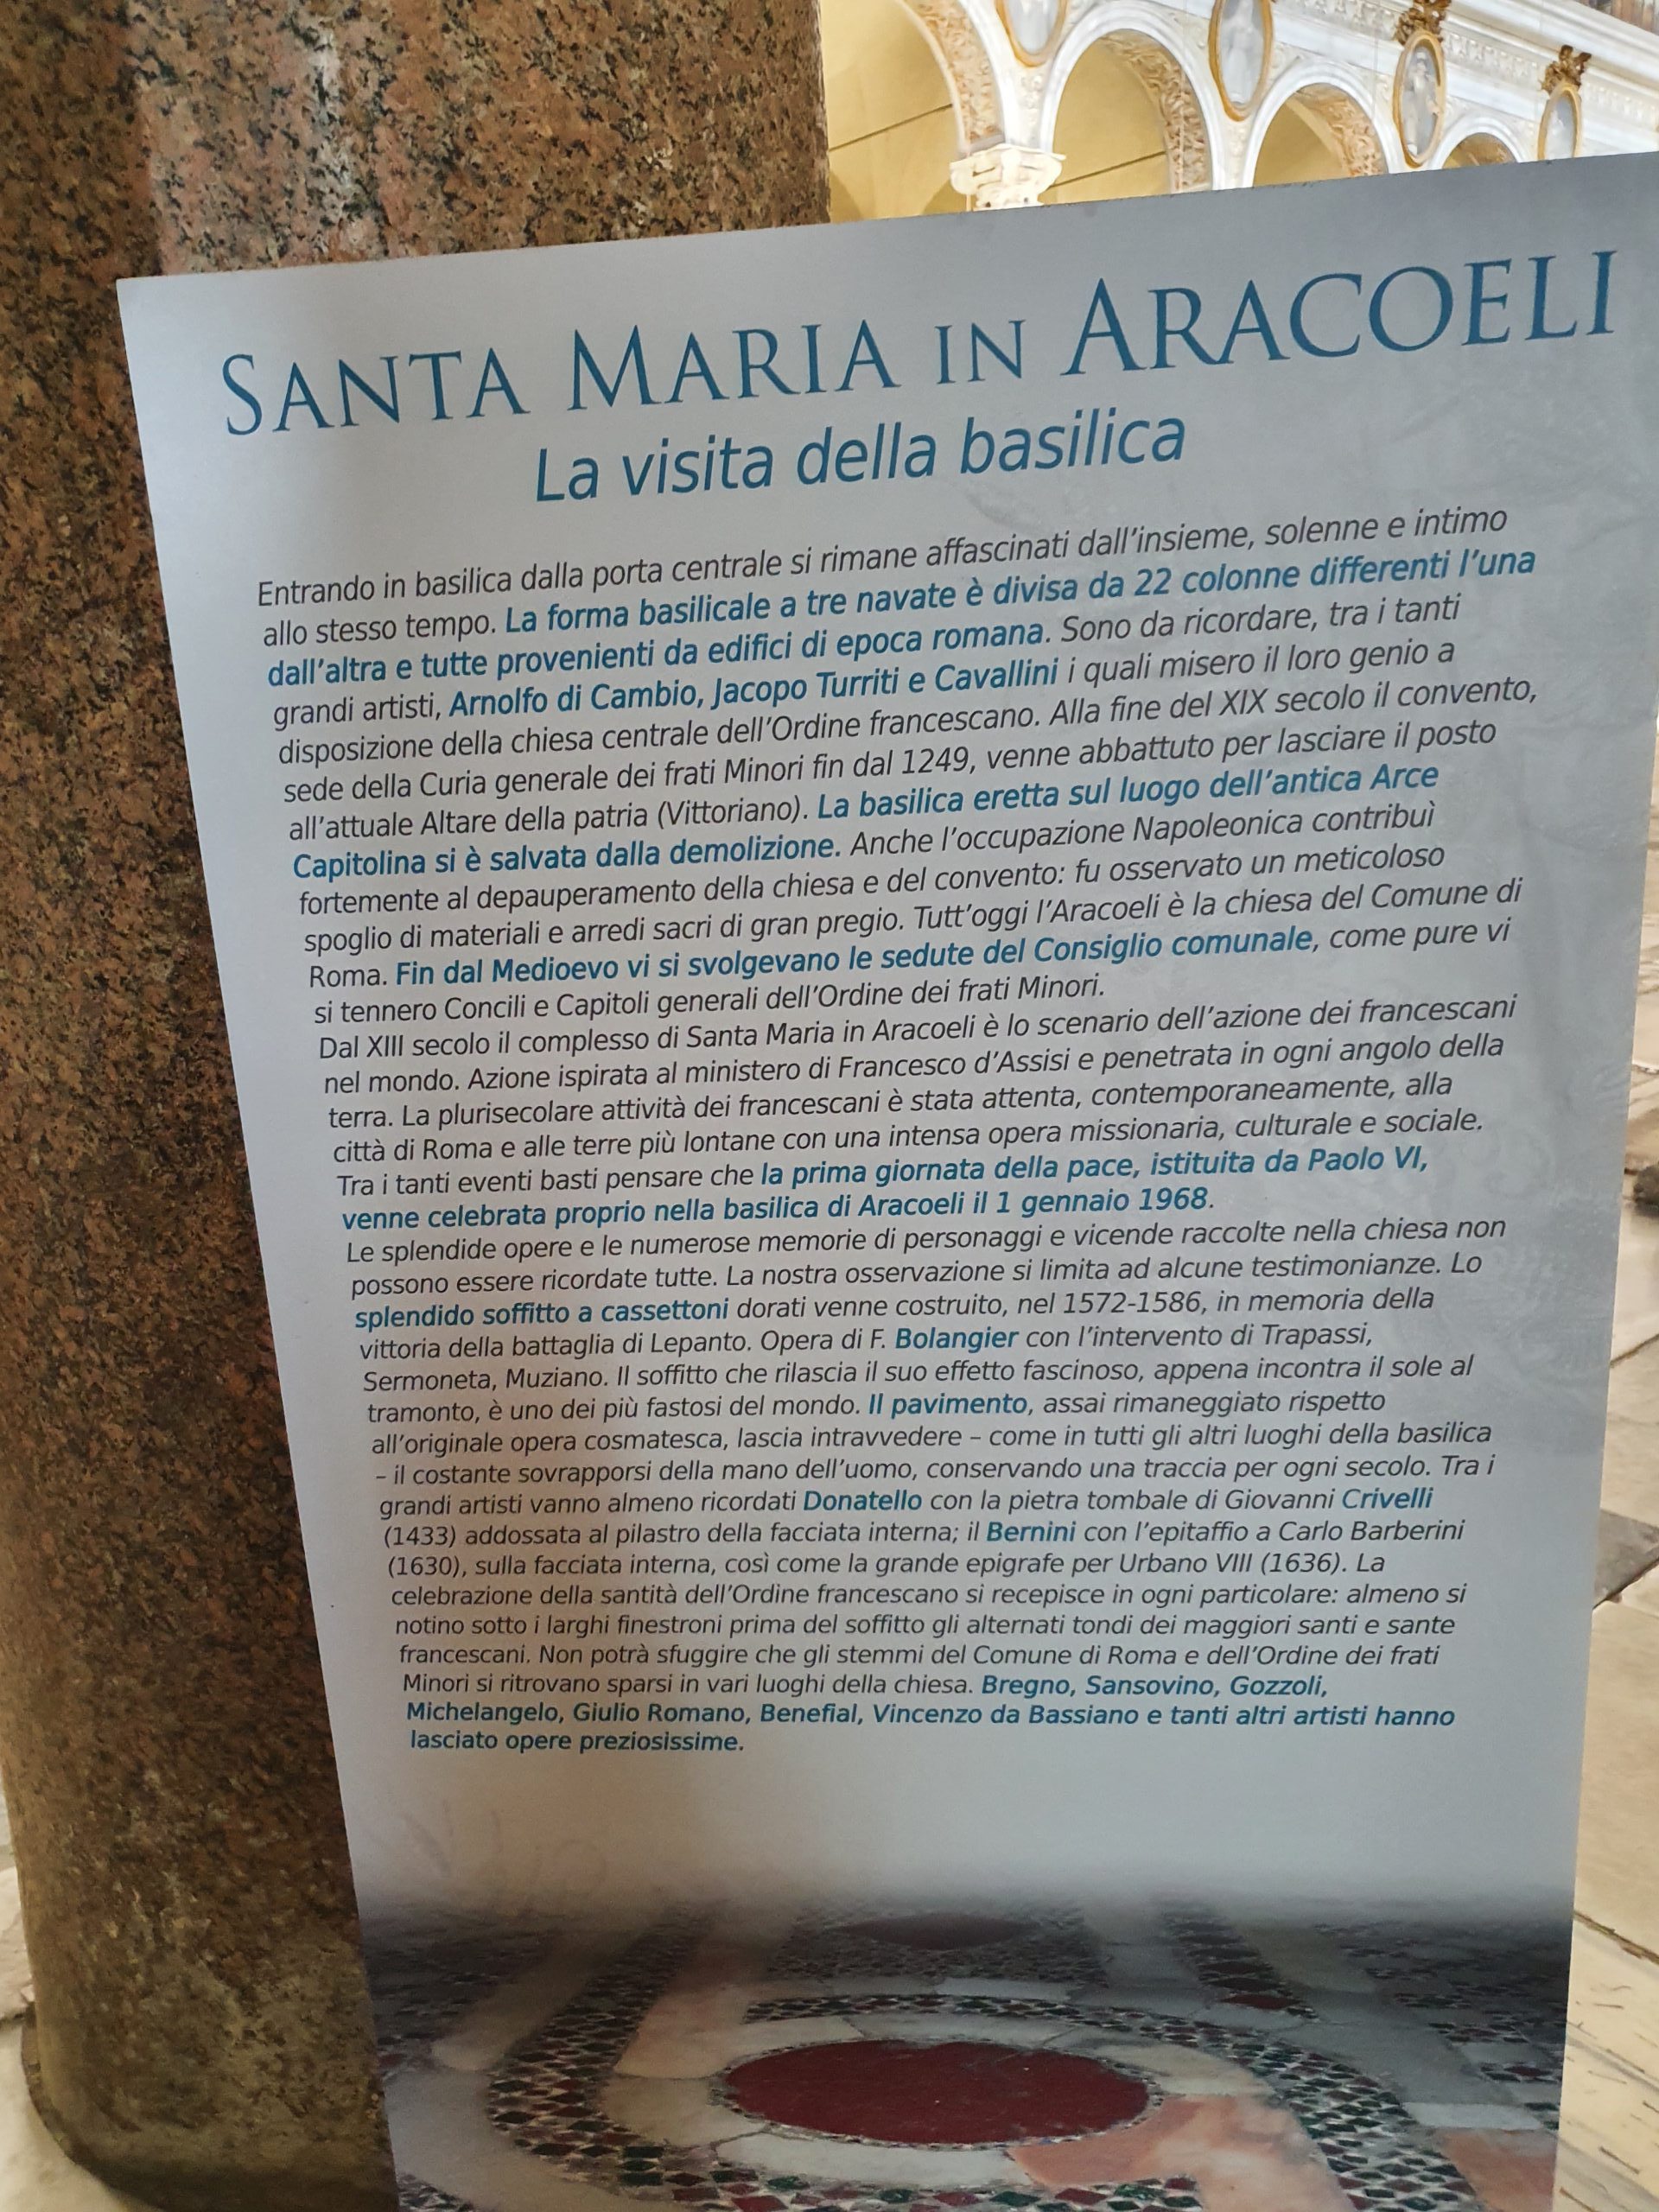 SANTA MARIA IN ARACOELI
La visita della basilica
Entrando in basilica dalla porta centrale si rimane affascinati dall'insieme, solenne e intimo
allo stesso tempo. La forma basilicale a tre navate è divisa da 22 colonne differenti l'una
dall'altra e tutte provenienti da edifici di epoca romana. Sono da ricordare, tra i tanti
grandi artisti, Arnolfo di Cambio, Jacopo Turriti e Cavallini i quali misero il loro genio a
disposizione della chiesa centrale dell'Ordine francescano. Alla fine del XIX secolo il convento,
sede della Curia generale dei frati Minori fin dal 1249, venne abbattuto per lasciare il posto
all'attuale Altare della patria (Vittoriano). La basilica eretta sul luogo dell'antica Arce
Capitolina si è salvata dalla demolizione. Anche l'occupazione Napoleonica contribuì
fortemente al depauperamento della chiesa e del convento: fu osservato un meticoloso
spoglio di materiali e arredi sacri di gran pregio. Tutt'oggi l'Aracoeli è la chiesa del Comune di
Roma. Fin dal Medioevo vi si svolgevano le sedute del Consiglio comunale, come pure vi
si tennero Concili e Capitoli generali dell'Ordine dei frati Minori.
Dal XIII secolo il complesso di Santa Maria in Aracoeli è lo scenario dell'azione dei francescani
nel mondo. Azione ispirata al ministero di Francesco d'Assisi e penetrata in ogni angolo della
terra. La plurisecolare attività dei francescani è stata attenta, contemporaneamente, alla
città di Roma e alle terre più lontane con una intensa opera missionaria, culturale e sociale.
Tra i tanti eventi basti pensare che la prima giornata della pace, istituita da Paolo VI,
venne celebrata proprio nella basilica di Aracoeli il 1 gennaio 1968.
Le splendide opere e le numerose memorie di personaggi e vicende raccolte nella chiesa non
possono essere ricordate tutte. La nostra osservazione si limita ad alcune testimonianze. Lo
splendido soffitto a cassettoni dorati venne costruito, nel 1572-1586, in memoria della
vittoria della battaglia di Lepanto. Opera di F. Bolangier con l'intervento di Trapassi,
Sermoneta, Muziano. Il soffitto che rilascia il suo effetto fascinoso, appena incontra il sole al
tramonto, è uno dei più fastosi del mondo. Il pavimento, assai rimaneggiato rispetto
all'originale opera cosmatesca, lascia intravvedere – come in tutti gli altri luoghi della basilica
– il costante sovrapporsi della mano dell'uomo, conservando una traccia per ogni secolo. Tra i
grandi artisti vanno almeno ricordati Donatello con la pietra tombale di Giovanni Crivelli
(1433) addossata al pilastro della facciata interna; il Bernini con l'epitaffio a Carlo Barberini
(1630), sulla facciata interna, così come la grande epigrafe per Urbano VIII (1636). La
celebrazione della santità dell'Ordine francescano si recepisce in ogni particolare: almeno si
notino sotto i larghi finestroni prima del soffitto gli alternati tondi dei maggiori santi e sante
francescani. Non potrà sfuggire che gli stemmi del Comune di Roma e dell'Ordine dei frati
Minori si ritrovano sparsi in vari luoghi della chiesa. Bregno, Sansovino, Gozzoli,
Michelangelo, Giulio Romano, Benefial, Vincenzo da Bassiano e tanti altri artisti hanno
lasciato opere preziosissime.